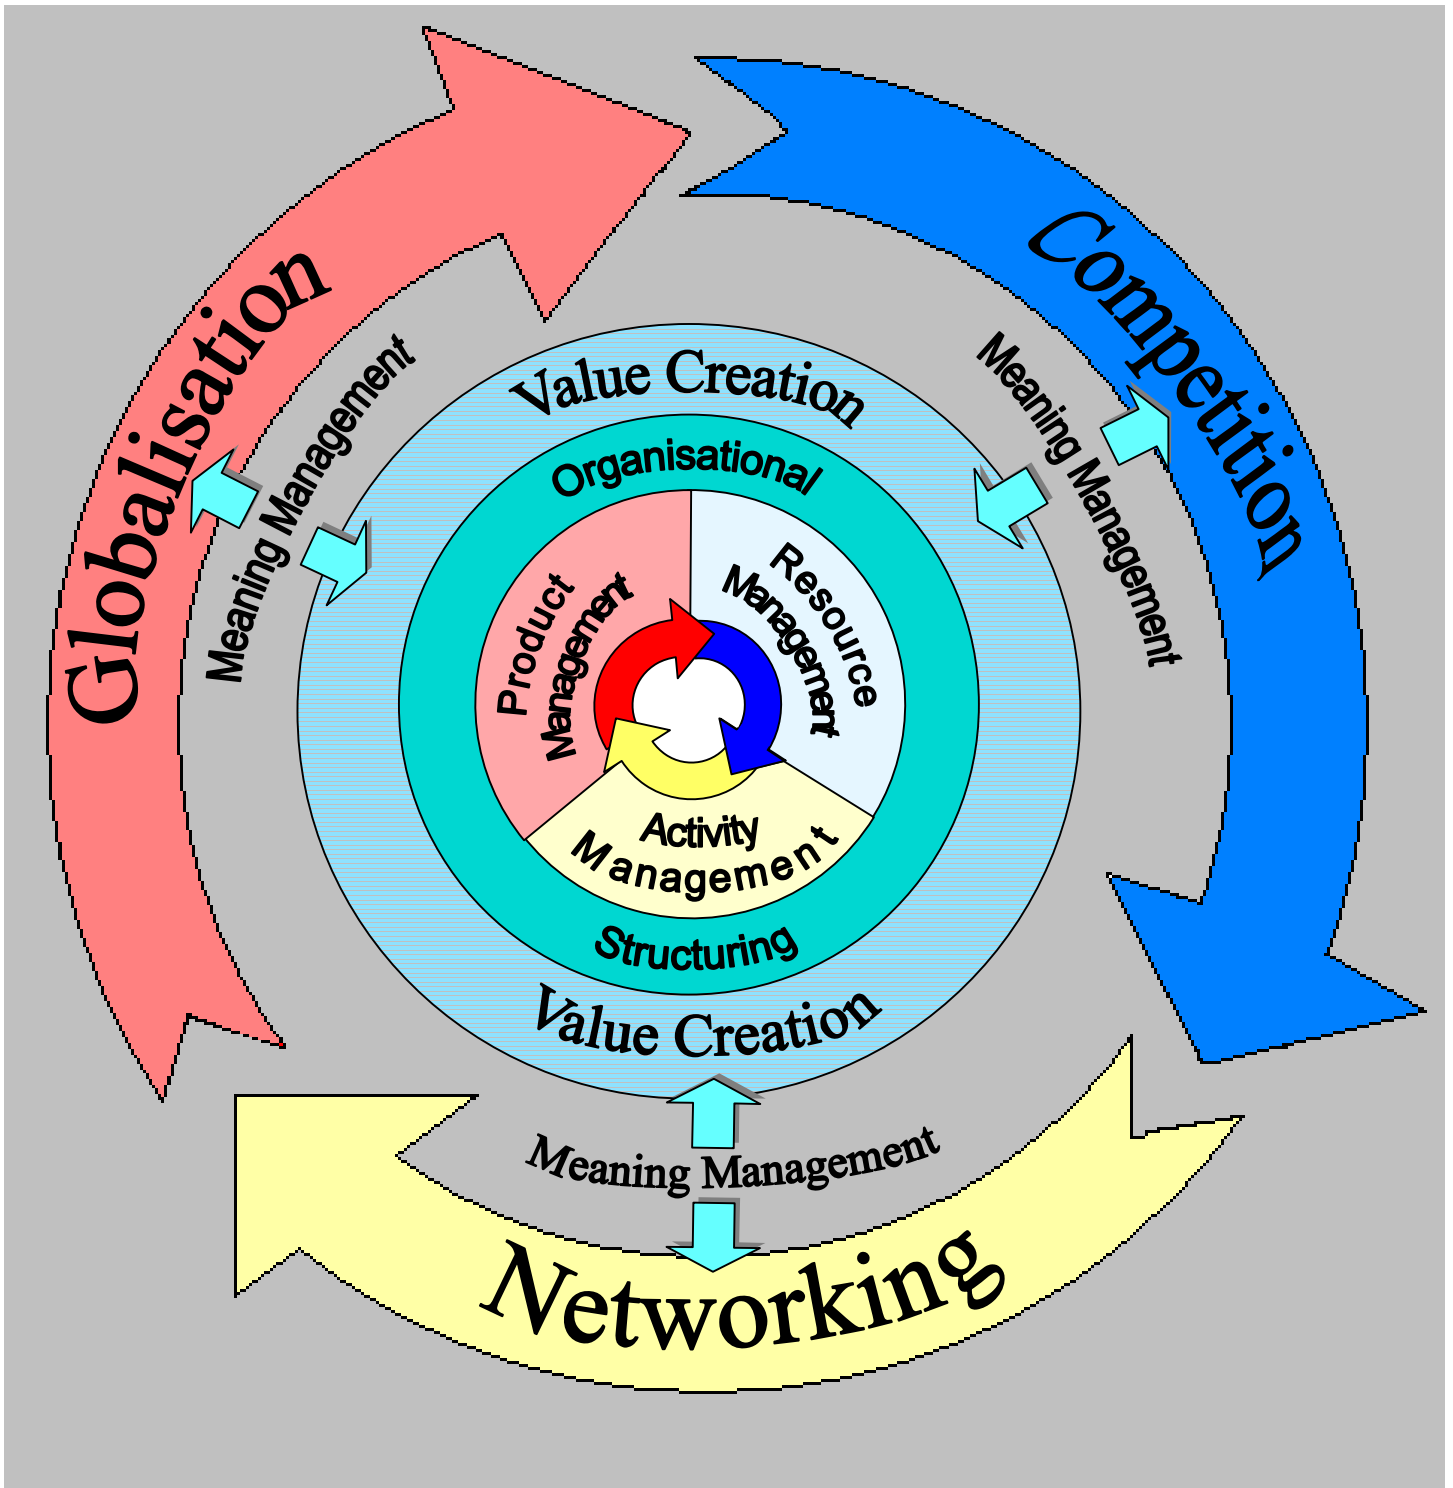 Globalisation
Competition
Meaning Management
Meaning Management
Value Creation
Organisational
Product
Management
Resource
Management
Activity
Management
Structuring
Value Creation
Meaning Management
Networking